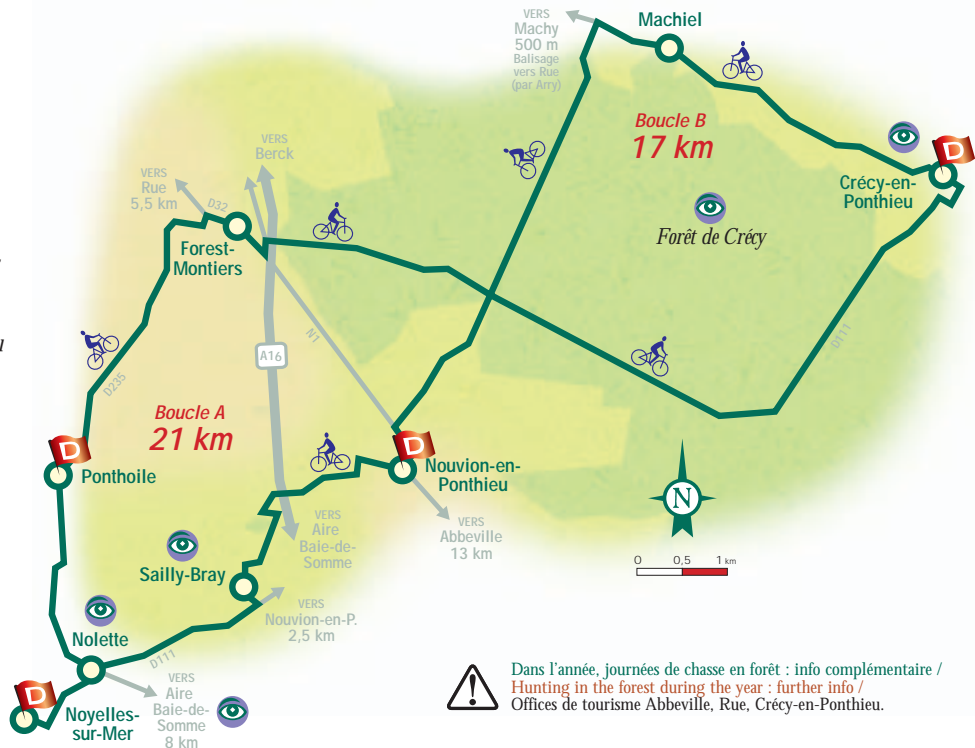 VERS
Machy
500 m
Balisage
vers Rue
(par Arry)
Machiel
Boucle B
17 km
Crécy-en-
Ponthieu
D
Forêt de Crécy
VERS
Berck
VERS
Rue
5,5 km
D32
Forest-
Montiers
u
N1
A16
D111
D235
Boucle A
21 km
D
Ponthoile
D
Nouvion-en-
Ponthieu
N
VERS
Abbeville
13 km
VERS
Aire
Baie-de-
Somme
0 0,5 1 km
Sailly-Bray
VERS
Nouvion-en-P.
2,5 km
Nolette
D111
D
Noyelles-
sur-Mer
VERS
Aire
Baie-de-
Somme
8 km
Dans l'année, journées de chasse en forêt : info complémentaire /
Hunting in the forest during the year : further info /
Offices de tourisme Abbeville, Rue, Crécy-en-Ponthieu.